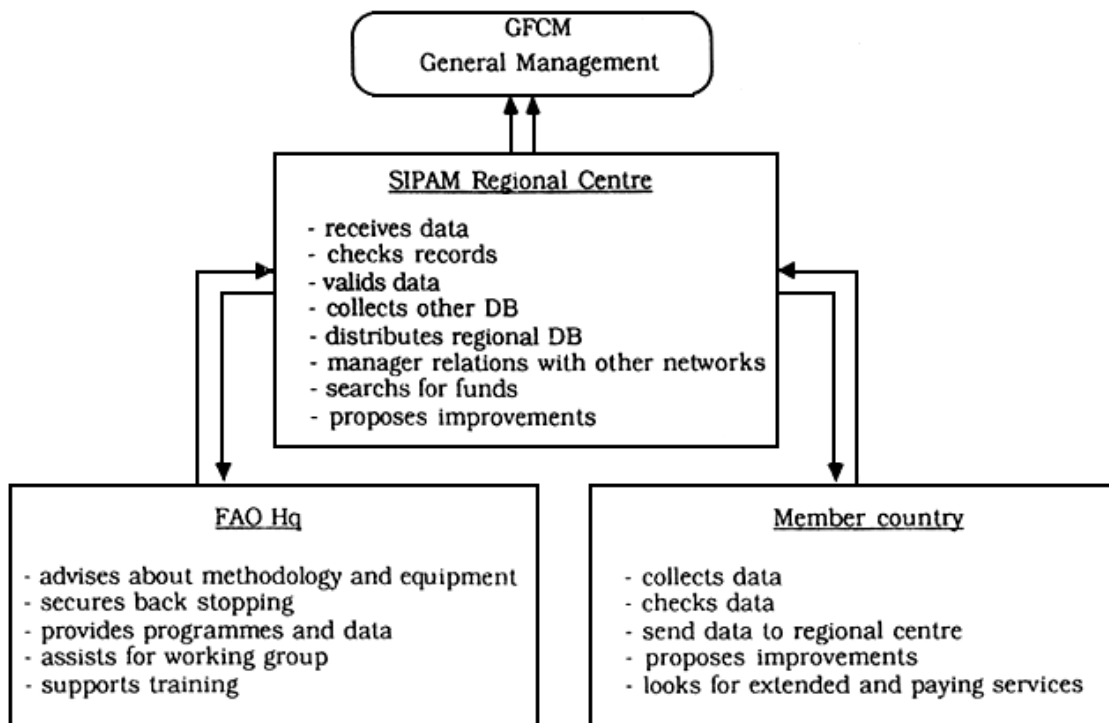 GFCM
General Management
SIPAM Regional Centre
- receives data
- checks records
- valids data
- collects other DB
- distributes regional DB
- manager relations with other networks
- searchs for funds
- proposes improvements
FAO Hq
- advises about methodology and equipment
- secures back stopping
- provides programmes and data
- assists for working group
- supports training
Member country
- collects data
- checks data
- send data to regional centre
- proposes improvements
- looks for extended and paying services